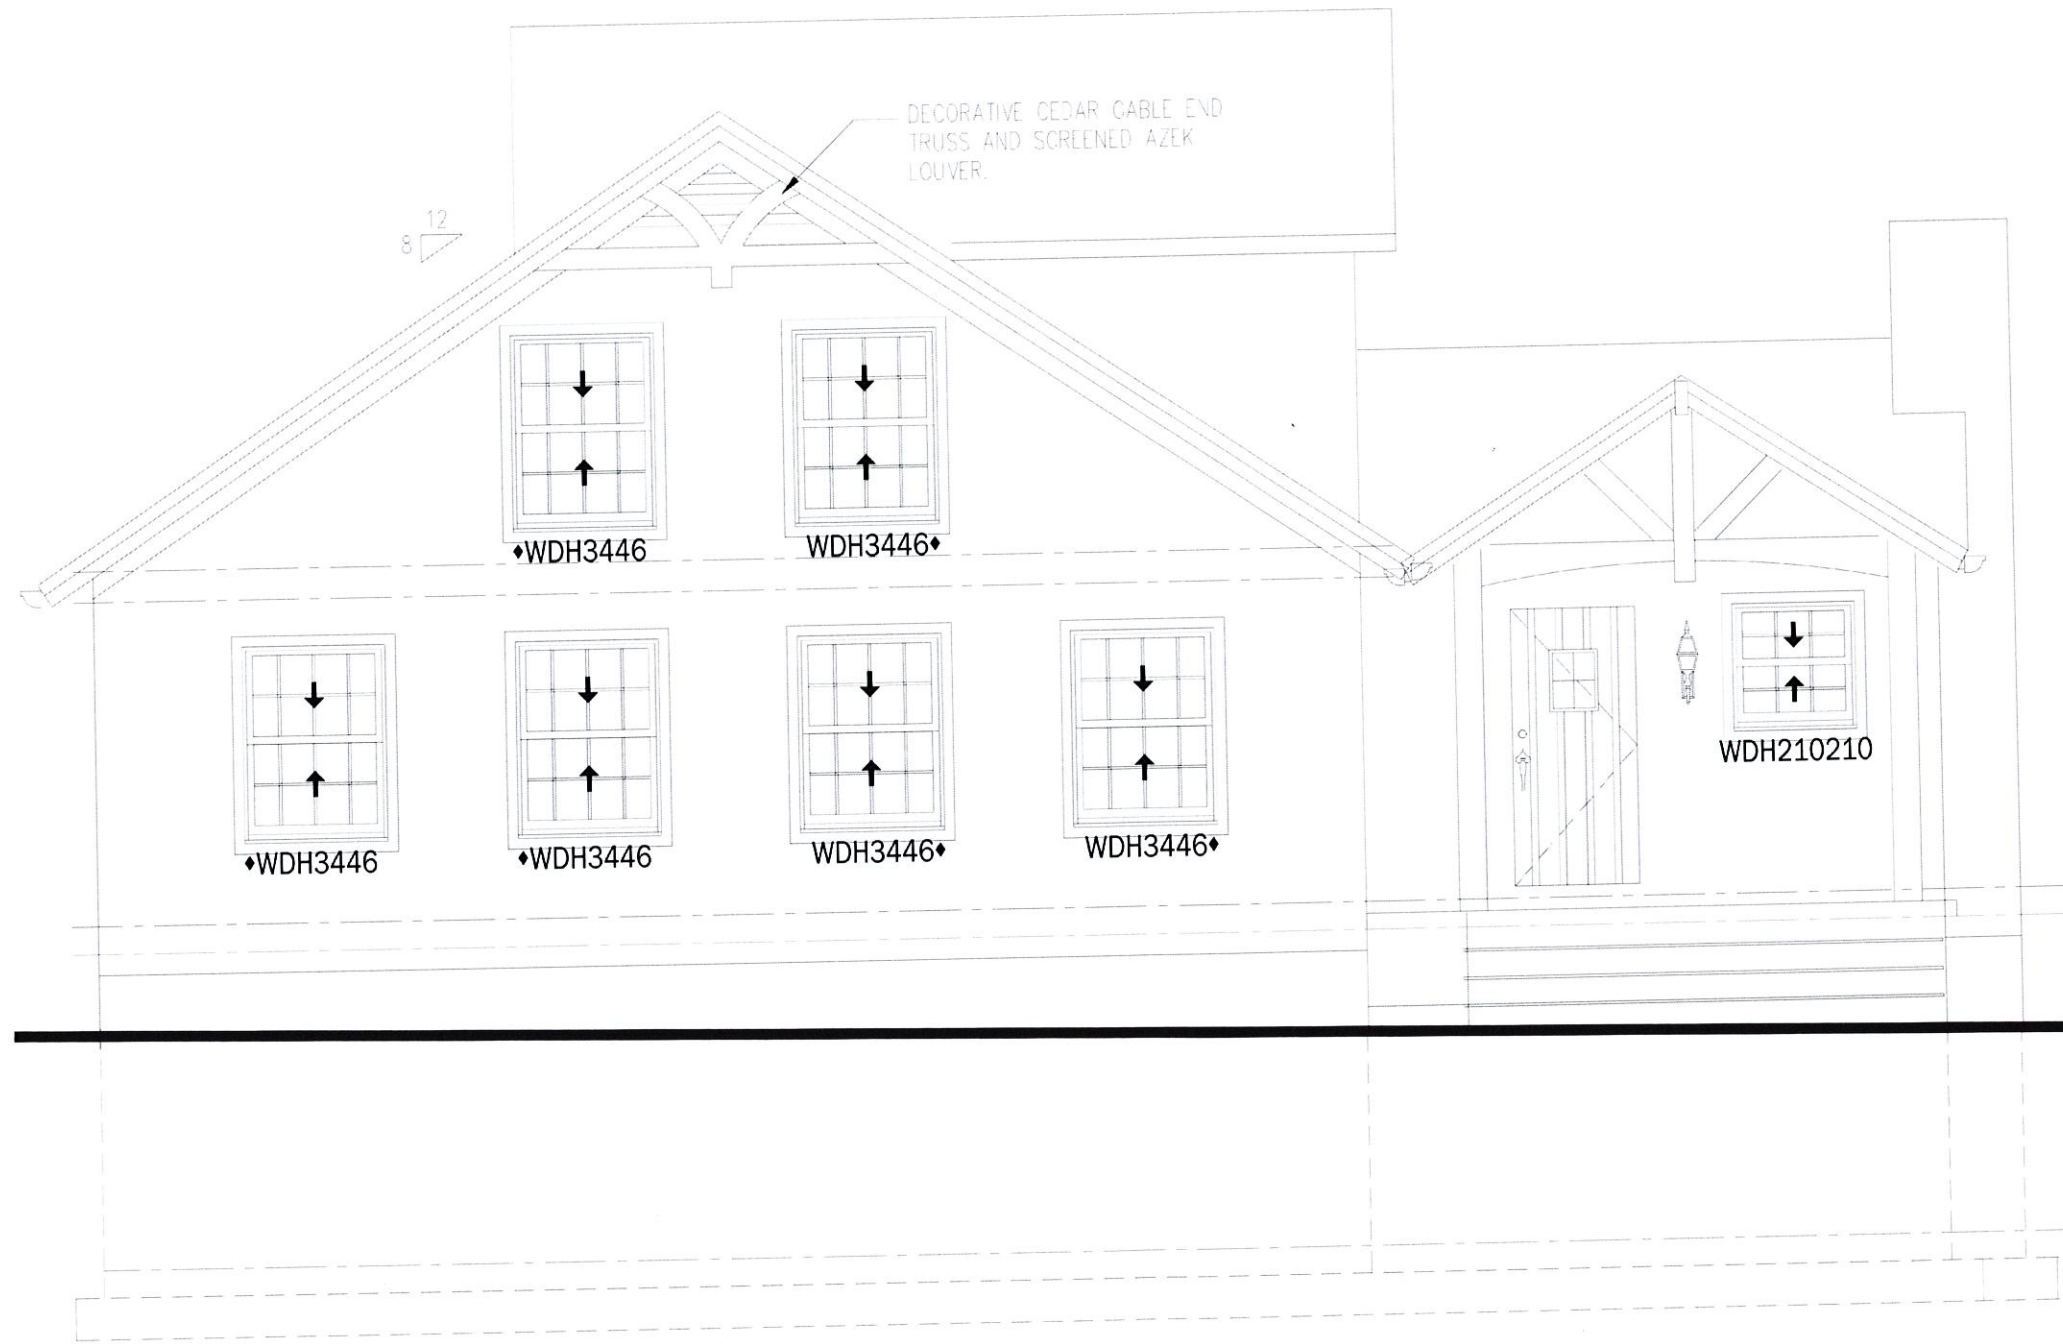 DECORATIVE CEDAR GABLE END
TRUSS AND SCREENED AZEK
LOUVER.
12
8
♦WDH3446
WDH3446♦
♦WDH3446
♦WDH3446
WDH3446♦
WDH3446♦
WDH210210